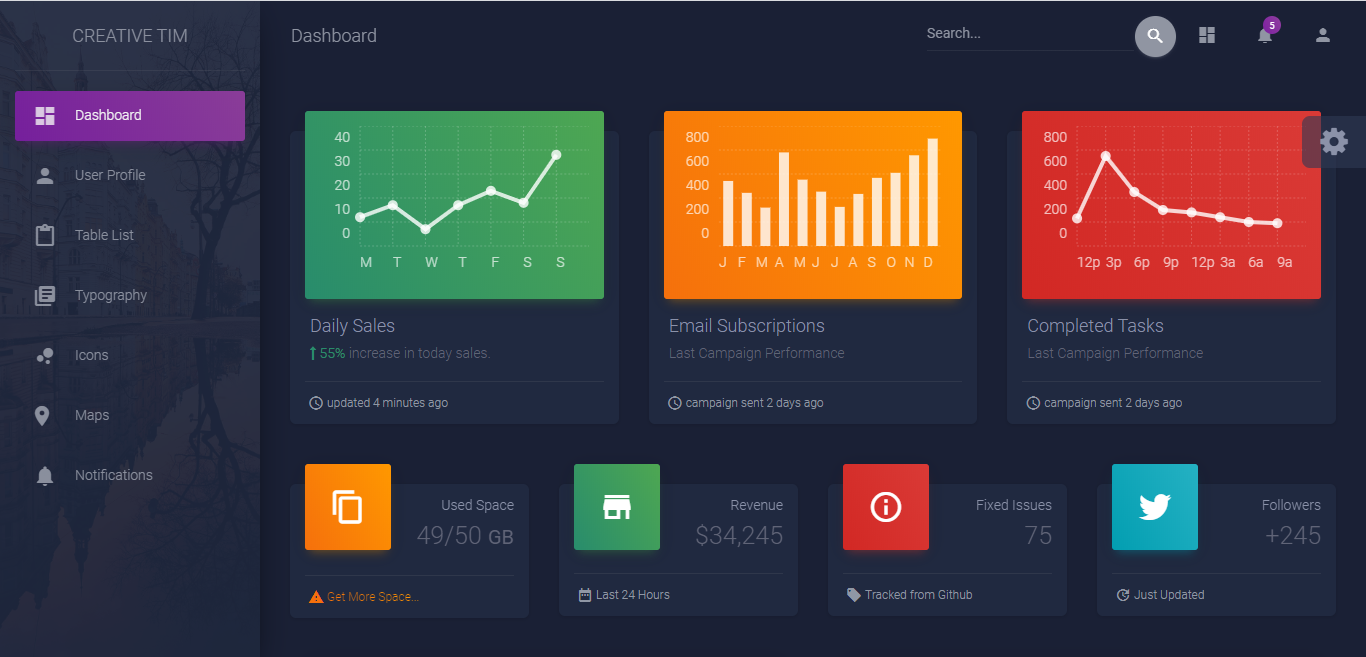 CREATIVE TIM
Dashboard
User Profile
Table List
Typography
Icons
Maps
Notifications
Dashboard
Search...
5
40
30
20
10
0
M T W T F S S
Daily Sales
55% increase in today sales.
updated 4 minutes ago
800
600
400
200
0
J F M A M J J A S O N D
Email Subscriptions
Last Campaign Performance
campaign sent 2 days ago
800
600
400
200
0
12p 3p 6p 9p 12p 3a 6a 9a
Completed Tasks
Last Campaign Performance
campaign sent 2 days ago
Used Space
49/50 GB
Get More Space...
Revenue
$34,245
Last 24 Hours
Fixed Issues
75
Tracked from Github
Followers
+245
Just Updated